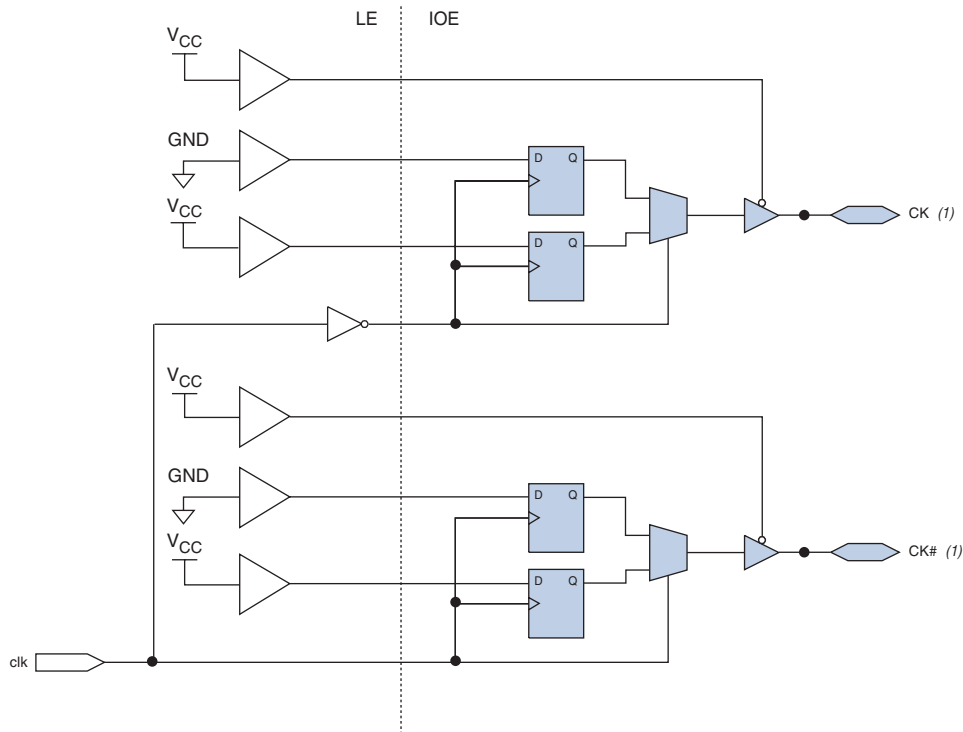 LE IOE
VCC
GND
D Q
CK (1)
VCC
D Q
VCC
GND
D Q
CK# (1)
VCC
D Q
clk